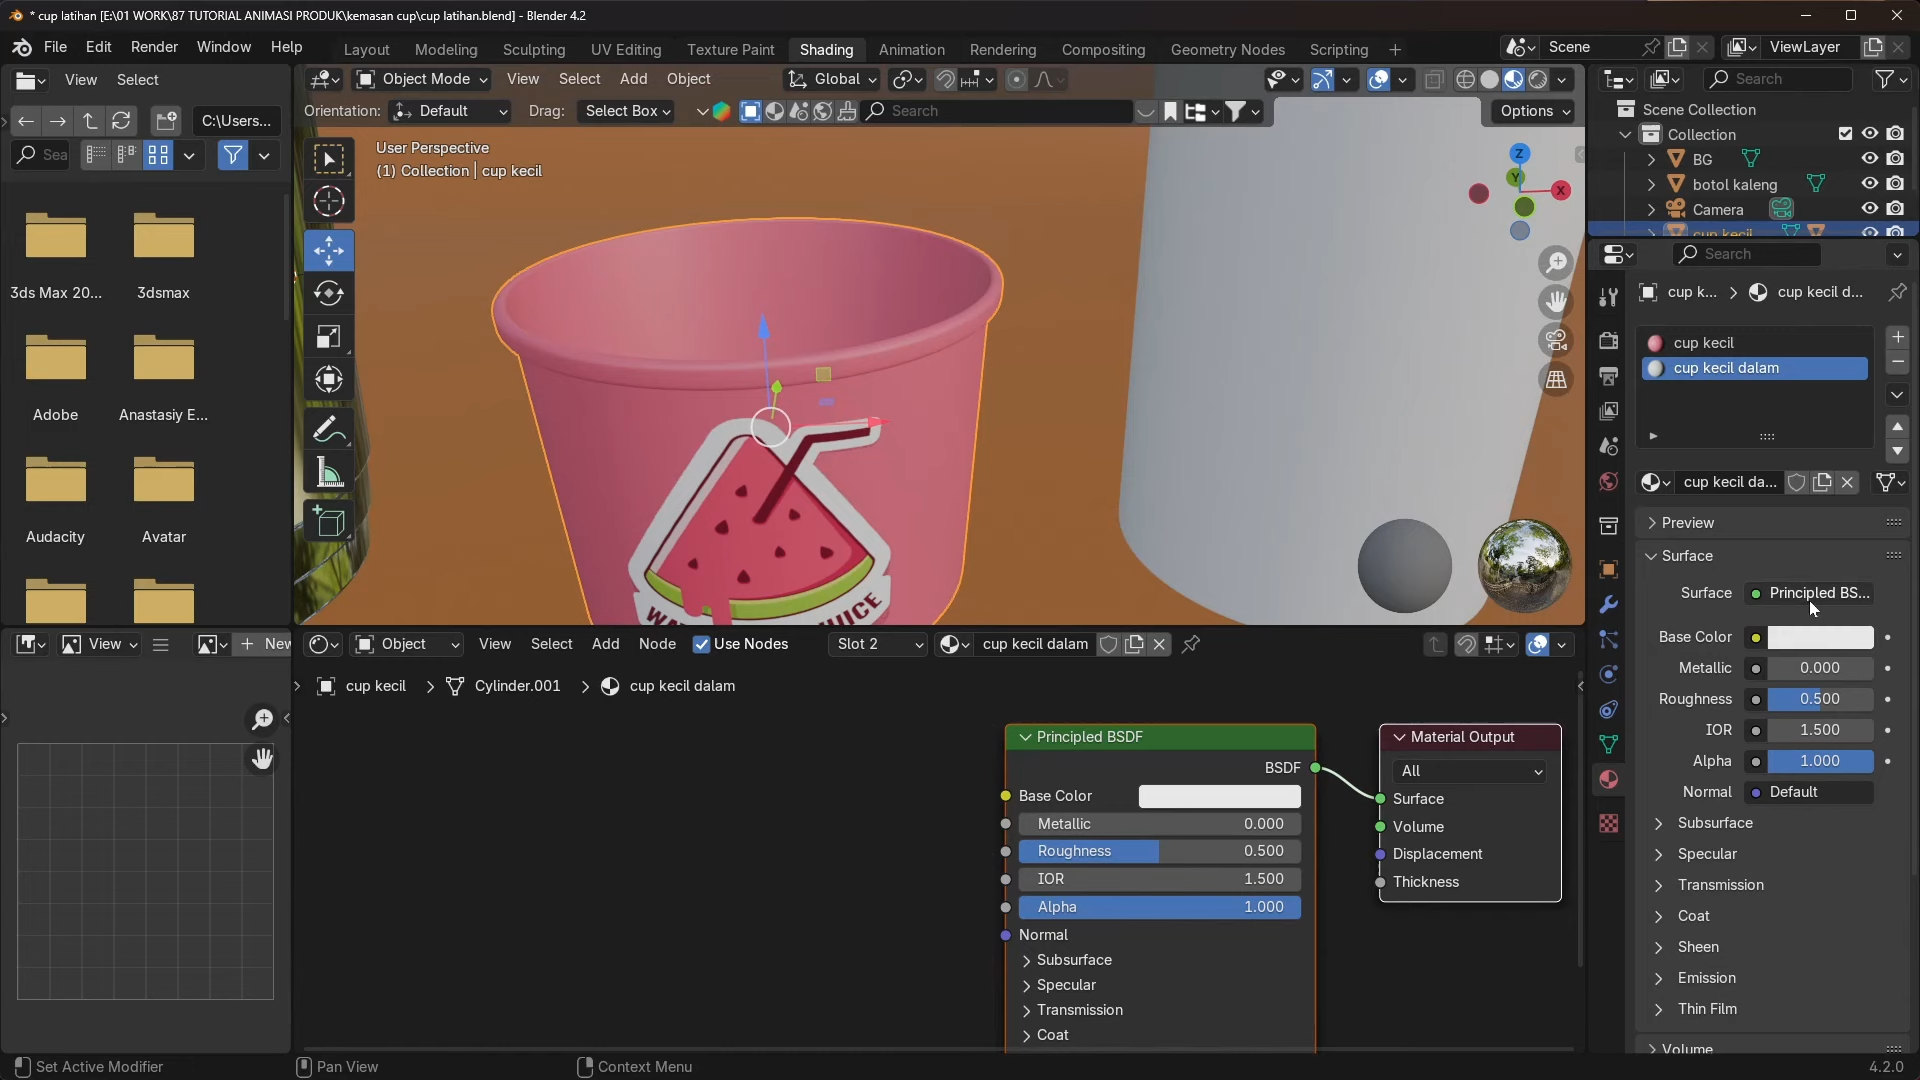 * cup latihan [E:\01 WORK\87 TUTORIAL ANIMASI PRODUK\kemasan cup\cup latihan.blend] - Blender 4.2
File Edit Render Window Help Layout Modeling Sculpting UV Editing Texture Paint Shading Animation Rendering Compositing Geometry Nodes Scripting + Scene ViewLayer
View Select
C:\Users...
Sea
3ds Max 20... 3dsmax
Adobe Anastasiy E...
Audacity Avatar
Object Mode View Select Add Object Global
Orientation: Default Drag: Select Box Search Options
User Perspective
(1) Collection | cup kecil
Z
Y
X
JUICE
Search
Scene Collection
Collection
BG
botol kaleng
Camera
cup kecil
Search
cup k... > cup kecil d...
cup kecil
cup kecil dalam
cup kecil da...
Preview
Surface
Surface Principled BS...
Base Color
Metallic 0.000
Roughness 0.500
IOR 1.500
Alpha 1.000
Normal Default
Subsurface
Specular
Transmission
Coat
Sheen
Emission
Thin Film
Volume
View + New
Object View Select Add Node Use Nodes Slot 2 cup kecil dalam
cup kecil > Cylinder.001 > cup kecil dalam
Principled BSDF
BSDF
Base Color
Metallic 0.000
Roughness 0.500
IOR 1.500
Alpha 1.000
Normal
Subsurface
Specular
Transmission
Coat
Material Output
All
Surface
Volume
Displacement
Thickness
Set Active Modifier Pan View Context Menu 4.2.0